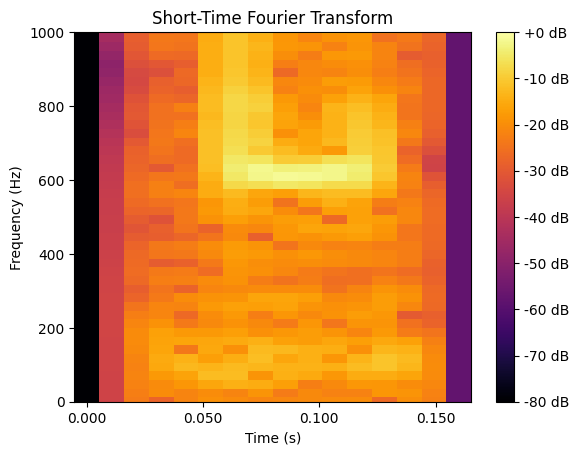 Short-Time Fourier Transform
1000
800
600
400
200
0
Frequency (Hz)
0.000
0.050
0.100
0.150
Time (s)
+0 dB
-10 dB
-20 dB
-30 dB
-40 dB
-50 dB
-60 dB
-70 dB
-80 dB